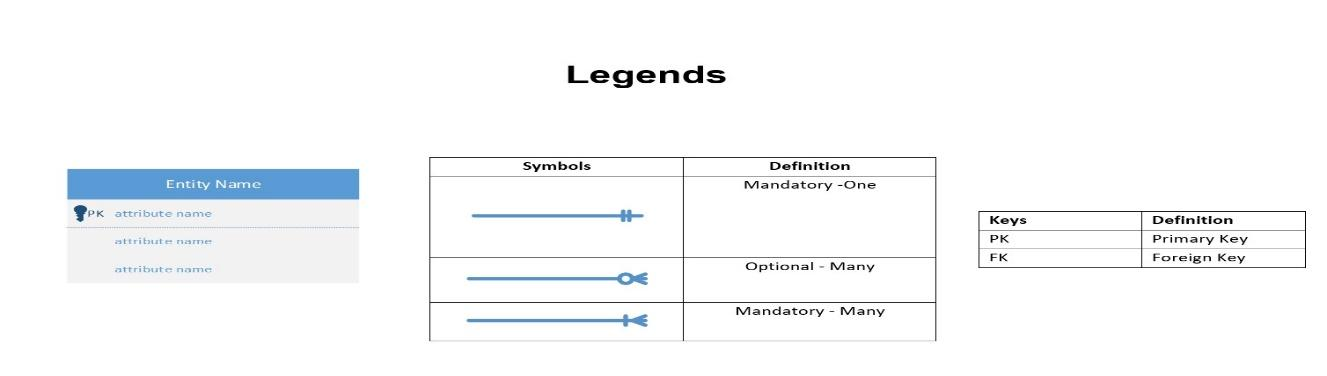 Legends
Entity Name
PK attribute name
attribute name
attribute name
Symbols Definition
Mandatory -One
Optional - Many
Mandatory - Many
Keys Definition
PK Primary Key
FK Foreign Key